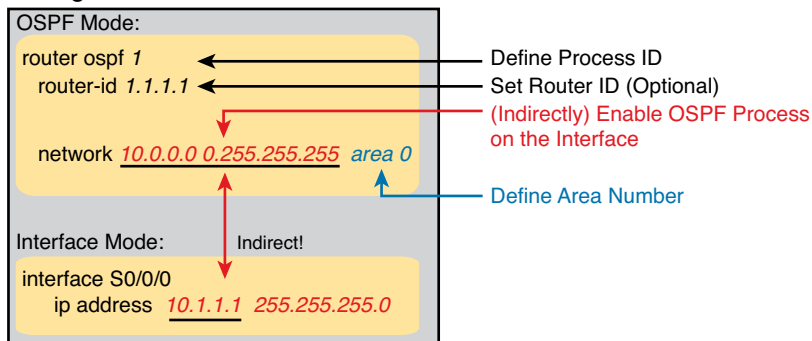 OSPF Mode:
router ospf 1
router-id 1.1.1.1
network 10.0.0.0 0.255.255.255 area 0
Define Process ID
Set Router ID (Optional)
(Indirectly) Enable OSPF Process
on the Interface
Define Area Number
Interface Mode:
Indirect!
interface S0/0/0
ip address 10.1.1.1 255.255.255.0